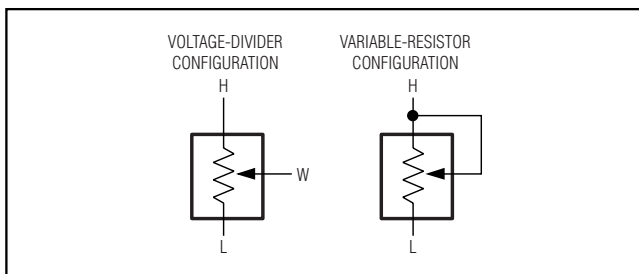 VOLTAGE-DIVIDER
CONFIGURATION
H
W
L
VARIABLE-RESISTOR
CONFIGURATION
H
L